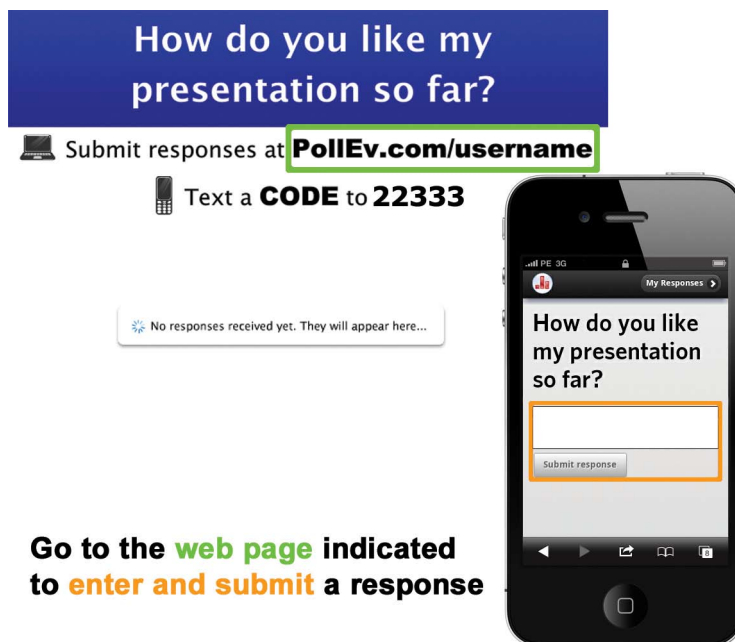 How do you like my
presentation so far?
Submit responses at PollEv.com/username
Text a CODE to 22333
No responses received yet. They will appear here...
PE 3G
My Responses
How do you like
my presentation
so far?
Submit response
8
Go to the web page indicated
to enter and submit a response